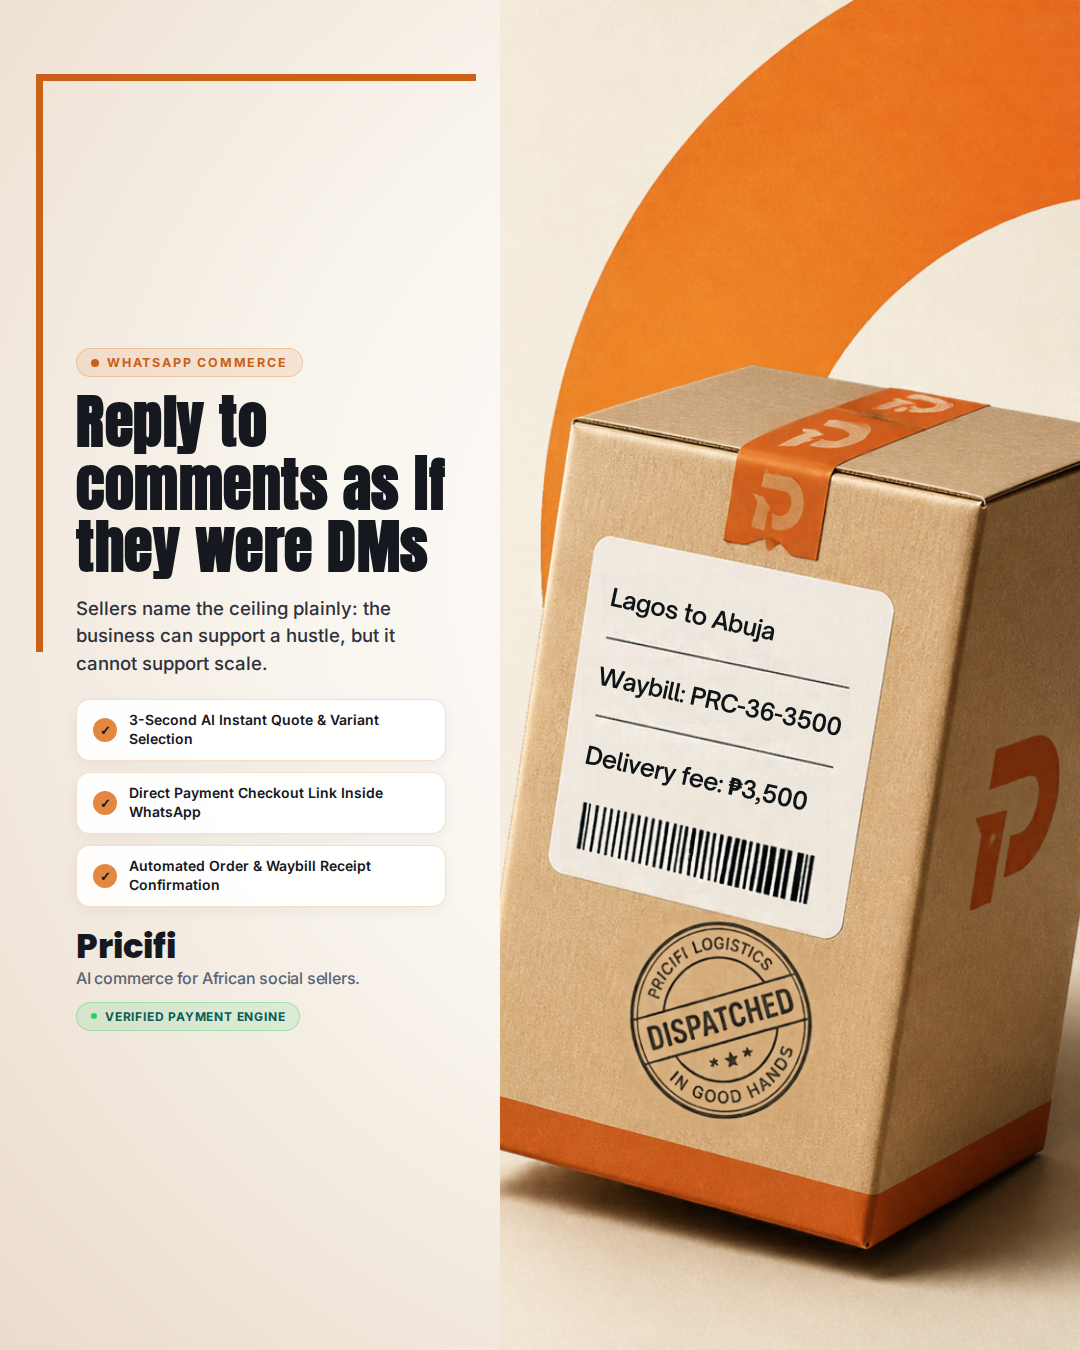 WHATSAPP COMMERCE
Reply to
comments as if
they were DMs
Sellers name the ceiling plainly: the
business can support a hustle, but it
cannot support scale.
3-Second AI Instant Quote & Variant
Selection
Direct Payment Checkout Link Inside
WhatsApp
Automated Order & Waybill Receipt
Confirmation
Pricifi
AI commerce for African social sellers.
VERIFIED PAYMENT ENGINE
Lagos to Abuja
Waybill: PRC-36-3500
Delivery fee: ₱3,500
PRICIFI LOGISTICS
DISPATCHED
IN GOOD HANDS